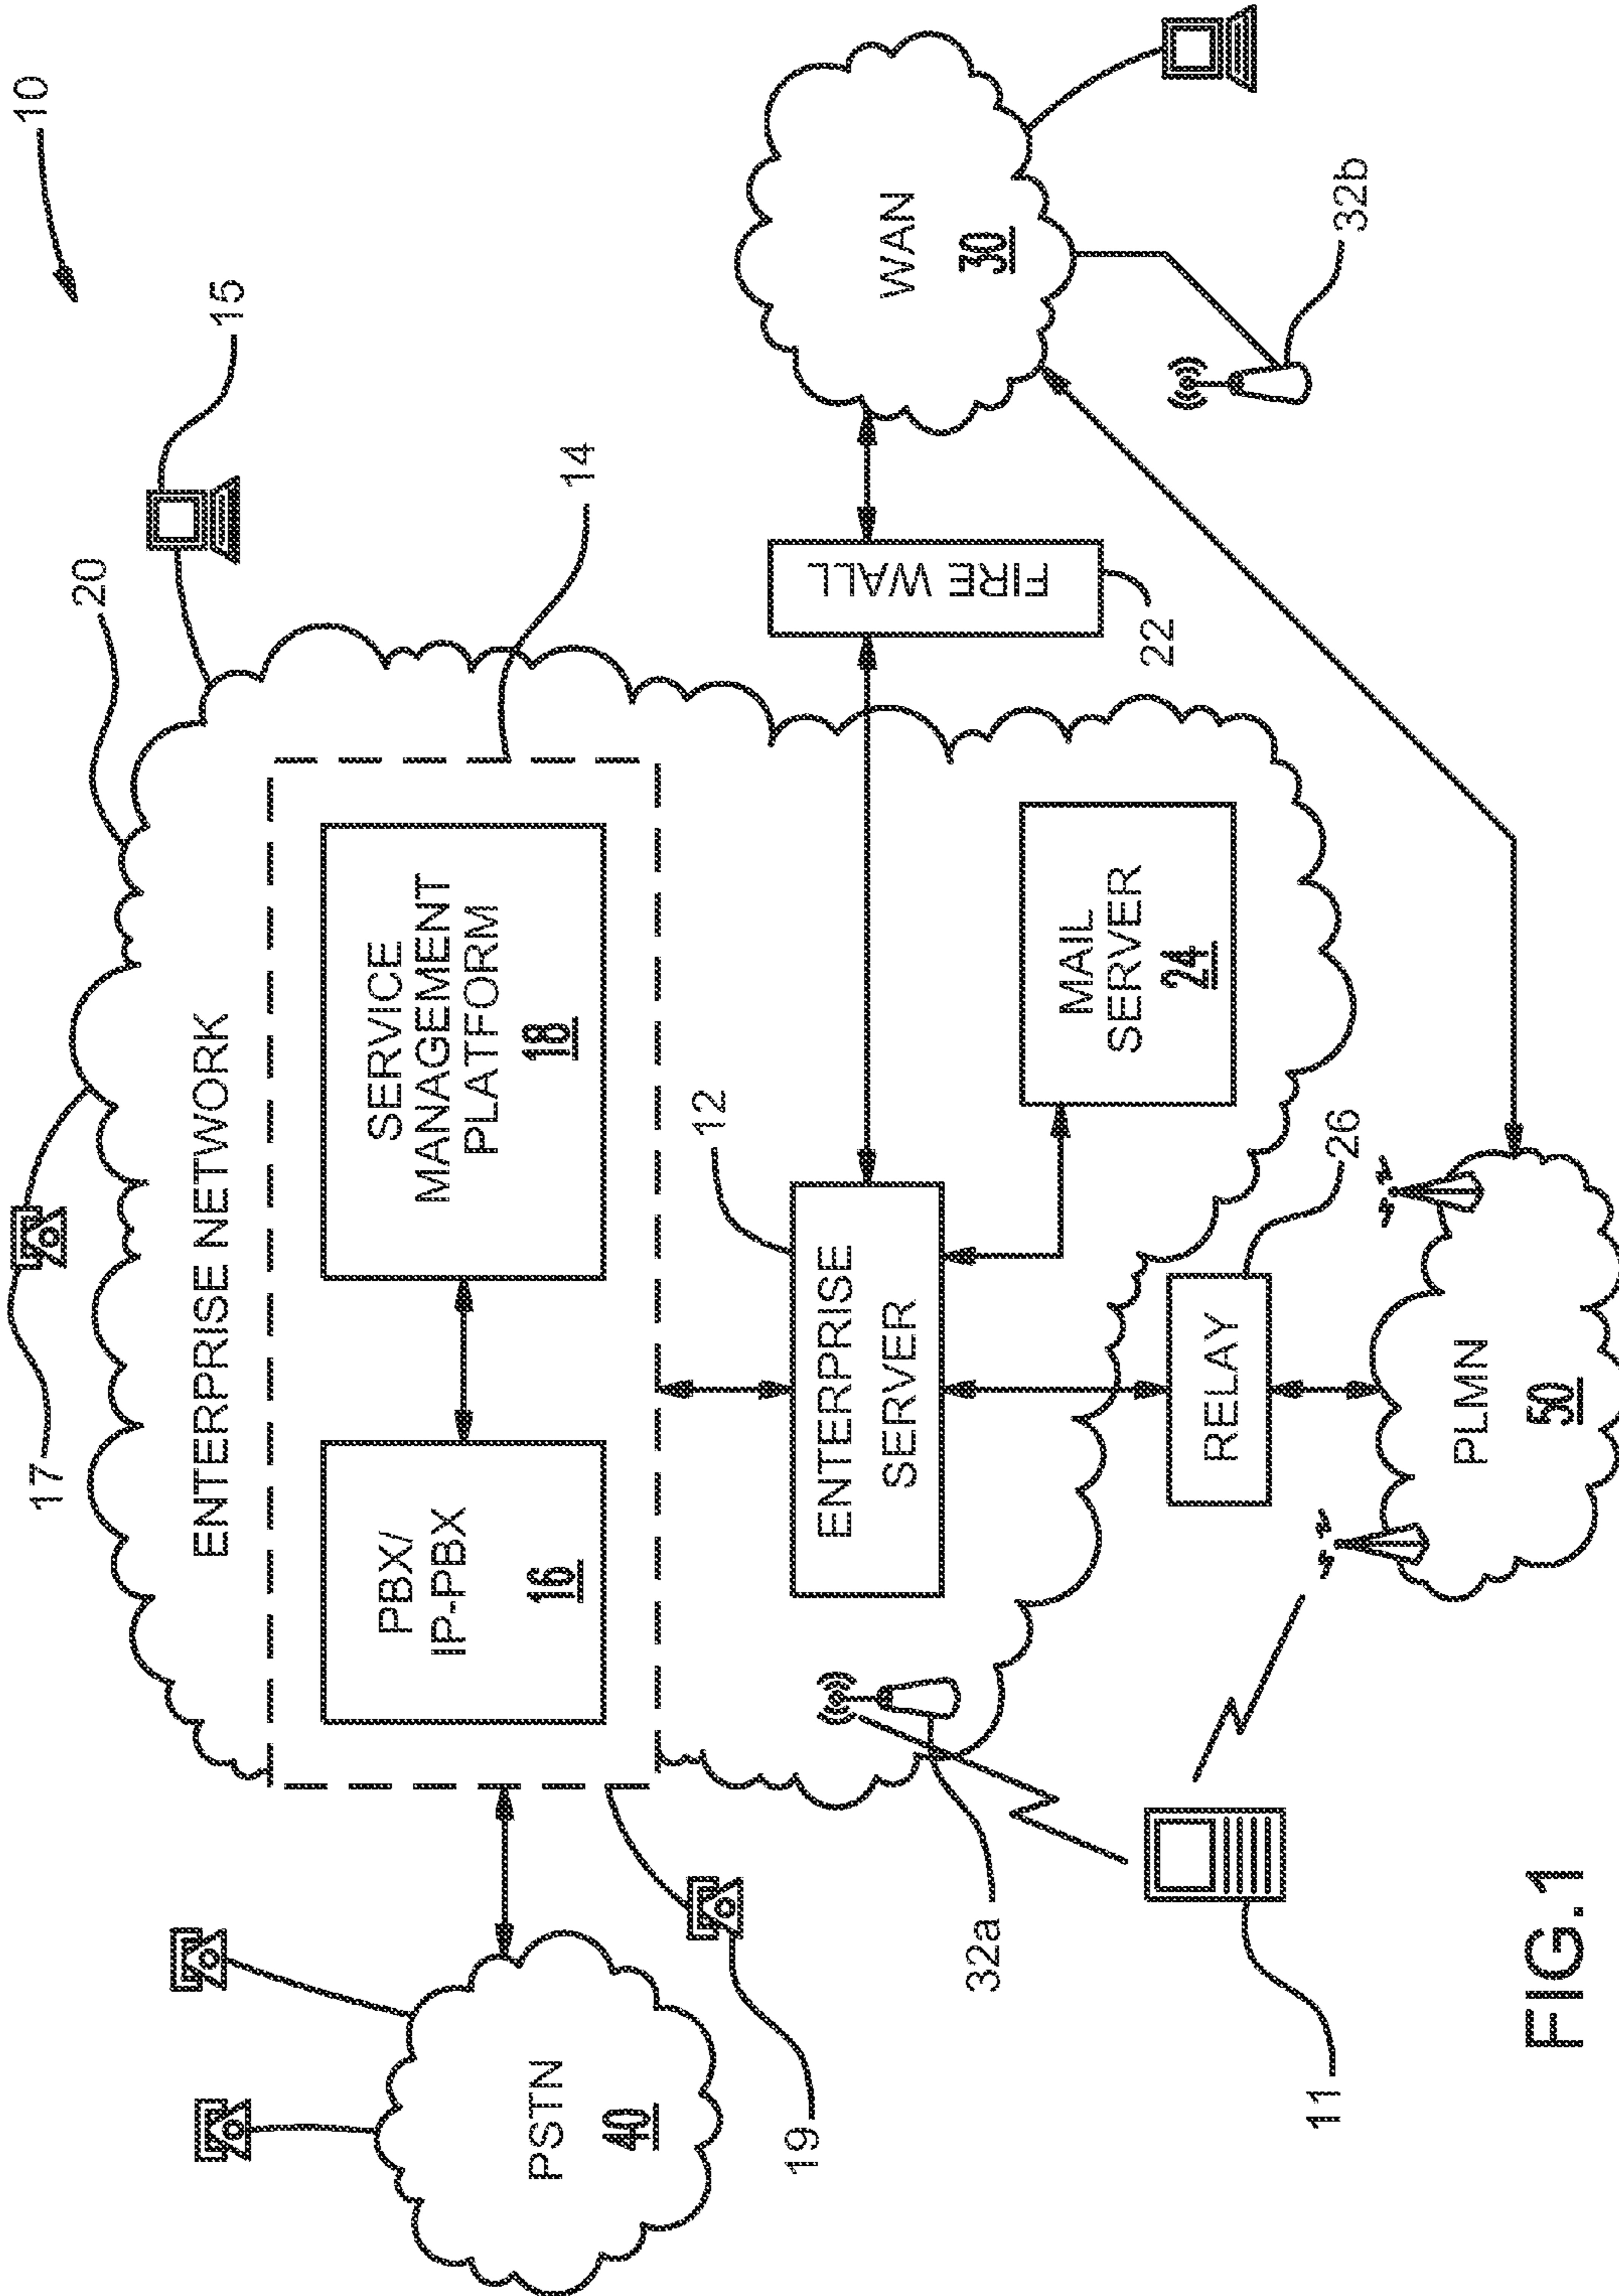 10
17
20
15
ENTERPRISE NETWORK
14
PBX/
IP-PBX
16
SERVICE
MANAGEMENT
PLATFORM
18
PSTN
40
19
12
ENTERPRISE
SERVER
FIRE WALL
22
WAN
30
32a
MAIL
SERVER
24
RELAY
26
32b
11
PLMN
50
FIG.1